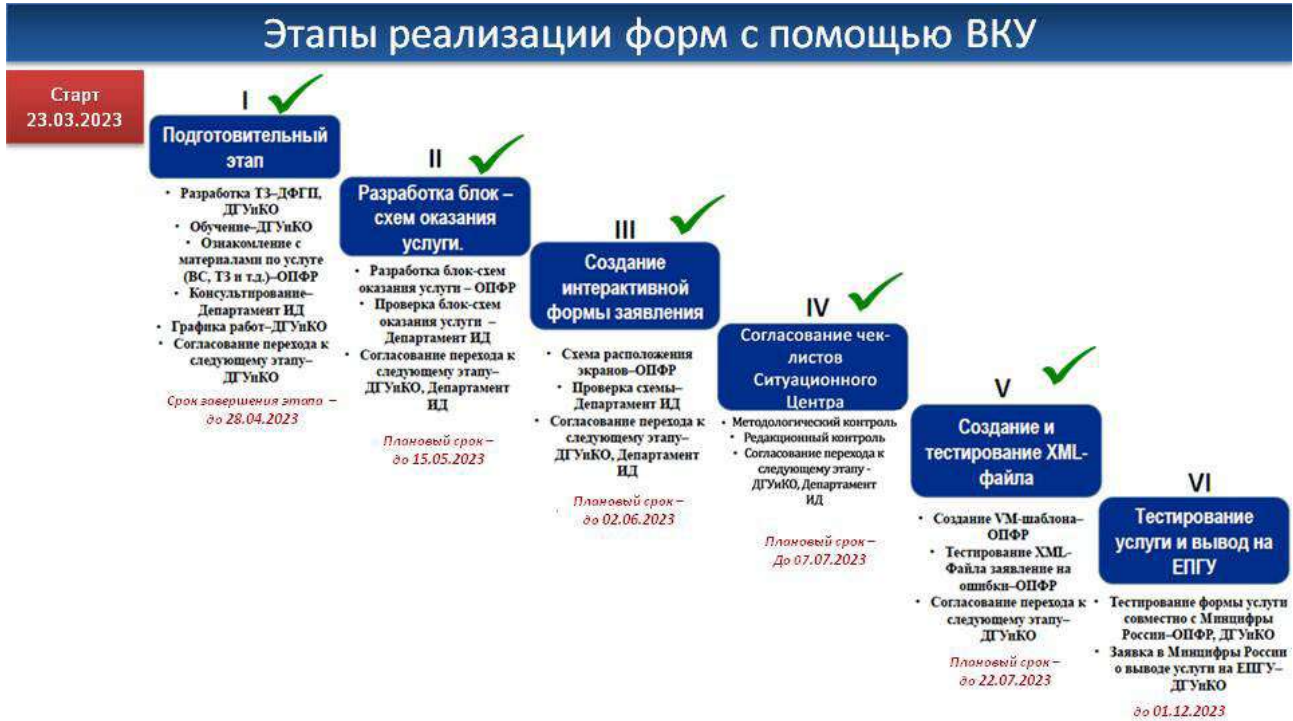 Этапы реализации форм с помощью ВКУ
Старт
23.03.2023
I
Подготовительный
этап
• Разработка ТЗ–ДФГП,
ДГУиКО
• Обучение–ДГУиКО
• Ознакомление с
материалами по услуге
(ВС, ТЗ и т.д.)–ОПФР
• Консультирование–
Департамент ИД
• Графика работ–ДГУиКО
• Согласование перехода к
следующему этапу–
ДГУиКО
Срок завершения этапа –
до 28.04.2023
II
Разработка блок –
схем оказания
услуги.
• Разработка блок-схем
оказания услуги – ОПФР
• Проверка блок-схем
оказания услуги –
Департамент ИД
• Согласование перехода к
следующему этапу–
ДГУиКО, Департамент
ИД
Плановый срок –
до 15.05.2023
III
Создание
интерактивной
формы заявления
• Схема расположения
экранов–ОПФР
• Проверка схемы–
Департамент ИД
• Согласование перехода к
следующему этапу–
ДГУиКО, Департамент
ИД
Плановый срок –
до 02.06.2023
IV
Согласование чек-
листов
Ситуационного
Центра
• Методологический контроль
• Редакционный контроль
• Согласование перехода к
следующему этапу -
ДГУиКО, Департамент
ИД
Плановый срок –
До 07.07.2023
V
Создание и
тестирование XML-
файла
• Создание VM-шаблона–
ОПФР
• Тестирование XML-
Файла заявление на
ошибки–ОПФР
• Согласование перехода к
следующему этапу–
ДГУиКО
Плановый срок –
до 22.07.2023
VI
Тестирование
услуги и вывод на
ЕПГУ
• Тестирование формы услуги
совместно с Минцифры
России–ОПФР, ДГУиКО
• Заявка в Минцифры России
о выводе услуги на ЕПГУ–
ДГУиКО
до 01.12.2023